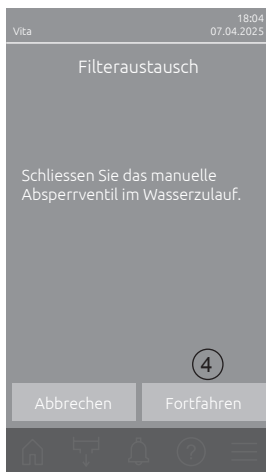 18:04
Vita 07.04.2025
Filteraustausch
Schliessen Sie das manuelle
Absperrventil im Wasserzulauf.
4
Abbrechen Fortfahren
?